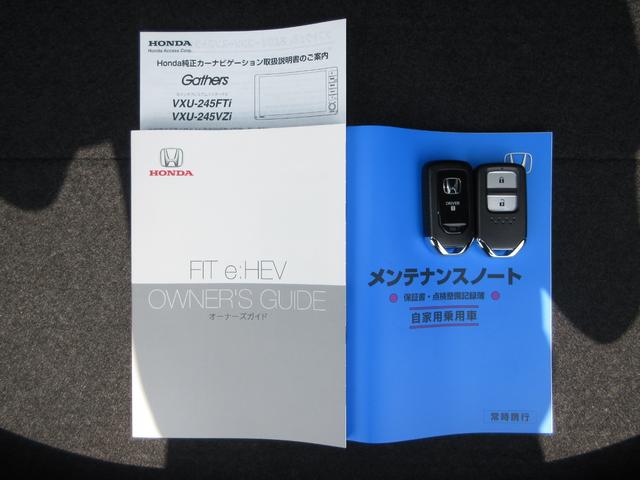 HONDA
Honda Access Corp.
Honda純正カーナビゲーション取扱説明書のご案内
Gathers
VXU-245FTi
VXU-245VZi
HONDA
FIT e:HEV
OWNER'S GUIDE
オーナーズガイド
DRIVER
1
メンテナンスノート
保証書・点検整備記録簿
自家用乗用車
常時携行